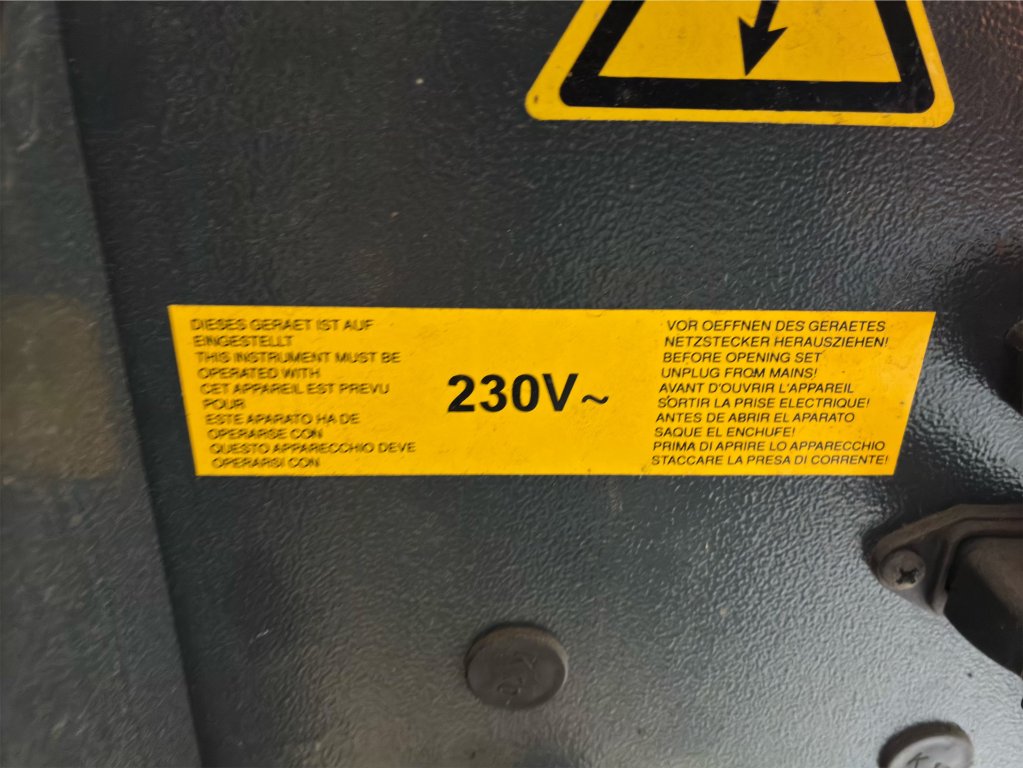 DIESES GERAET IST AUF
EINGESTELLT
THIS INSTRUMENT MUST BE
OPERATED WITH
CET APPAREIL EST PREVU
POUR
ESTE APARATO HA DE
OPERARSE CON
QUESTO APPARECCHIO DEVE
OPERARSI CON
230V~
VOR OEFFNEN DES GERAETES
NETZSTECKER HERAUSZIEHEN!
BEFORE OPENING SET
UNPLUG FROM MAINS!
AVANT D'OUVRIR L'APPAREIL
SORTIR LA PRISE ELECTRIQUE!
ANTES DE ABRIR EL APARATO
SAQUE EL ENCHUFE!
PRIMA DI APRIRE LO APPARECCHIO
STACCARE LA PRESA DI CORRENTE!